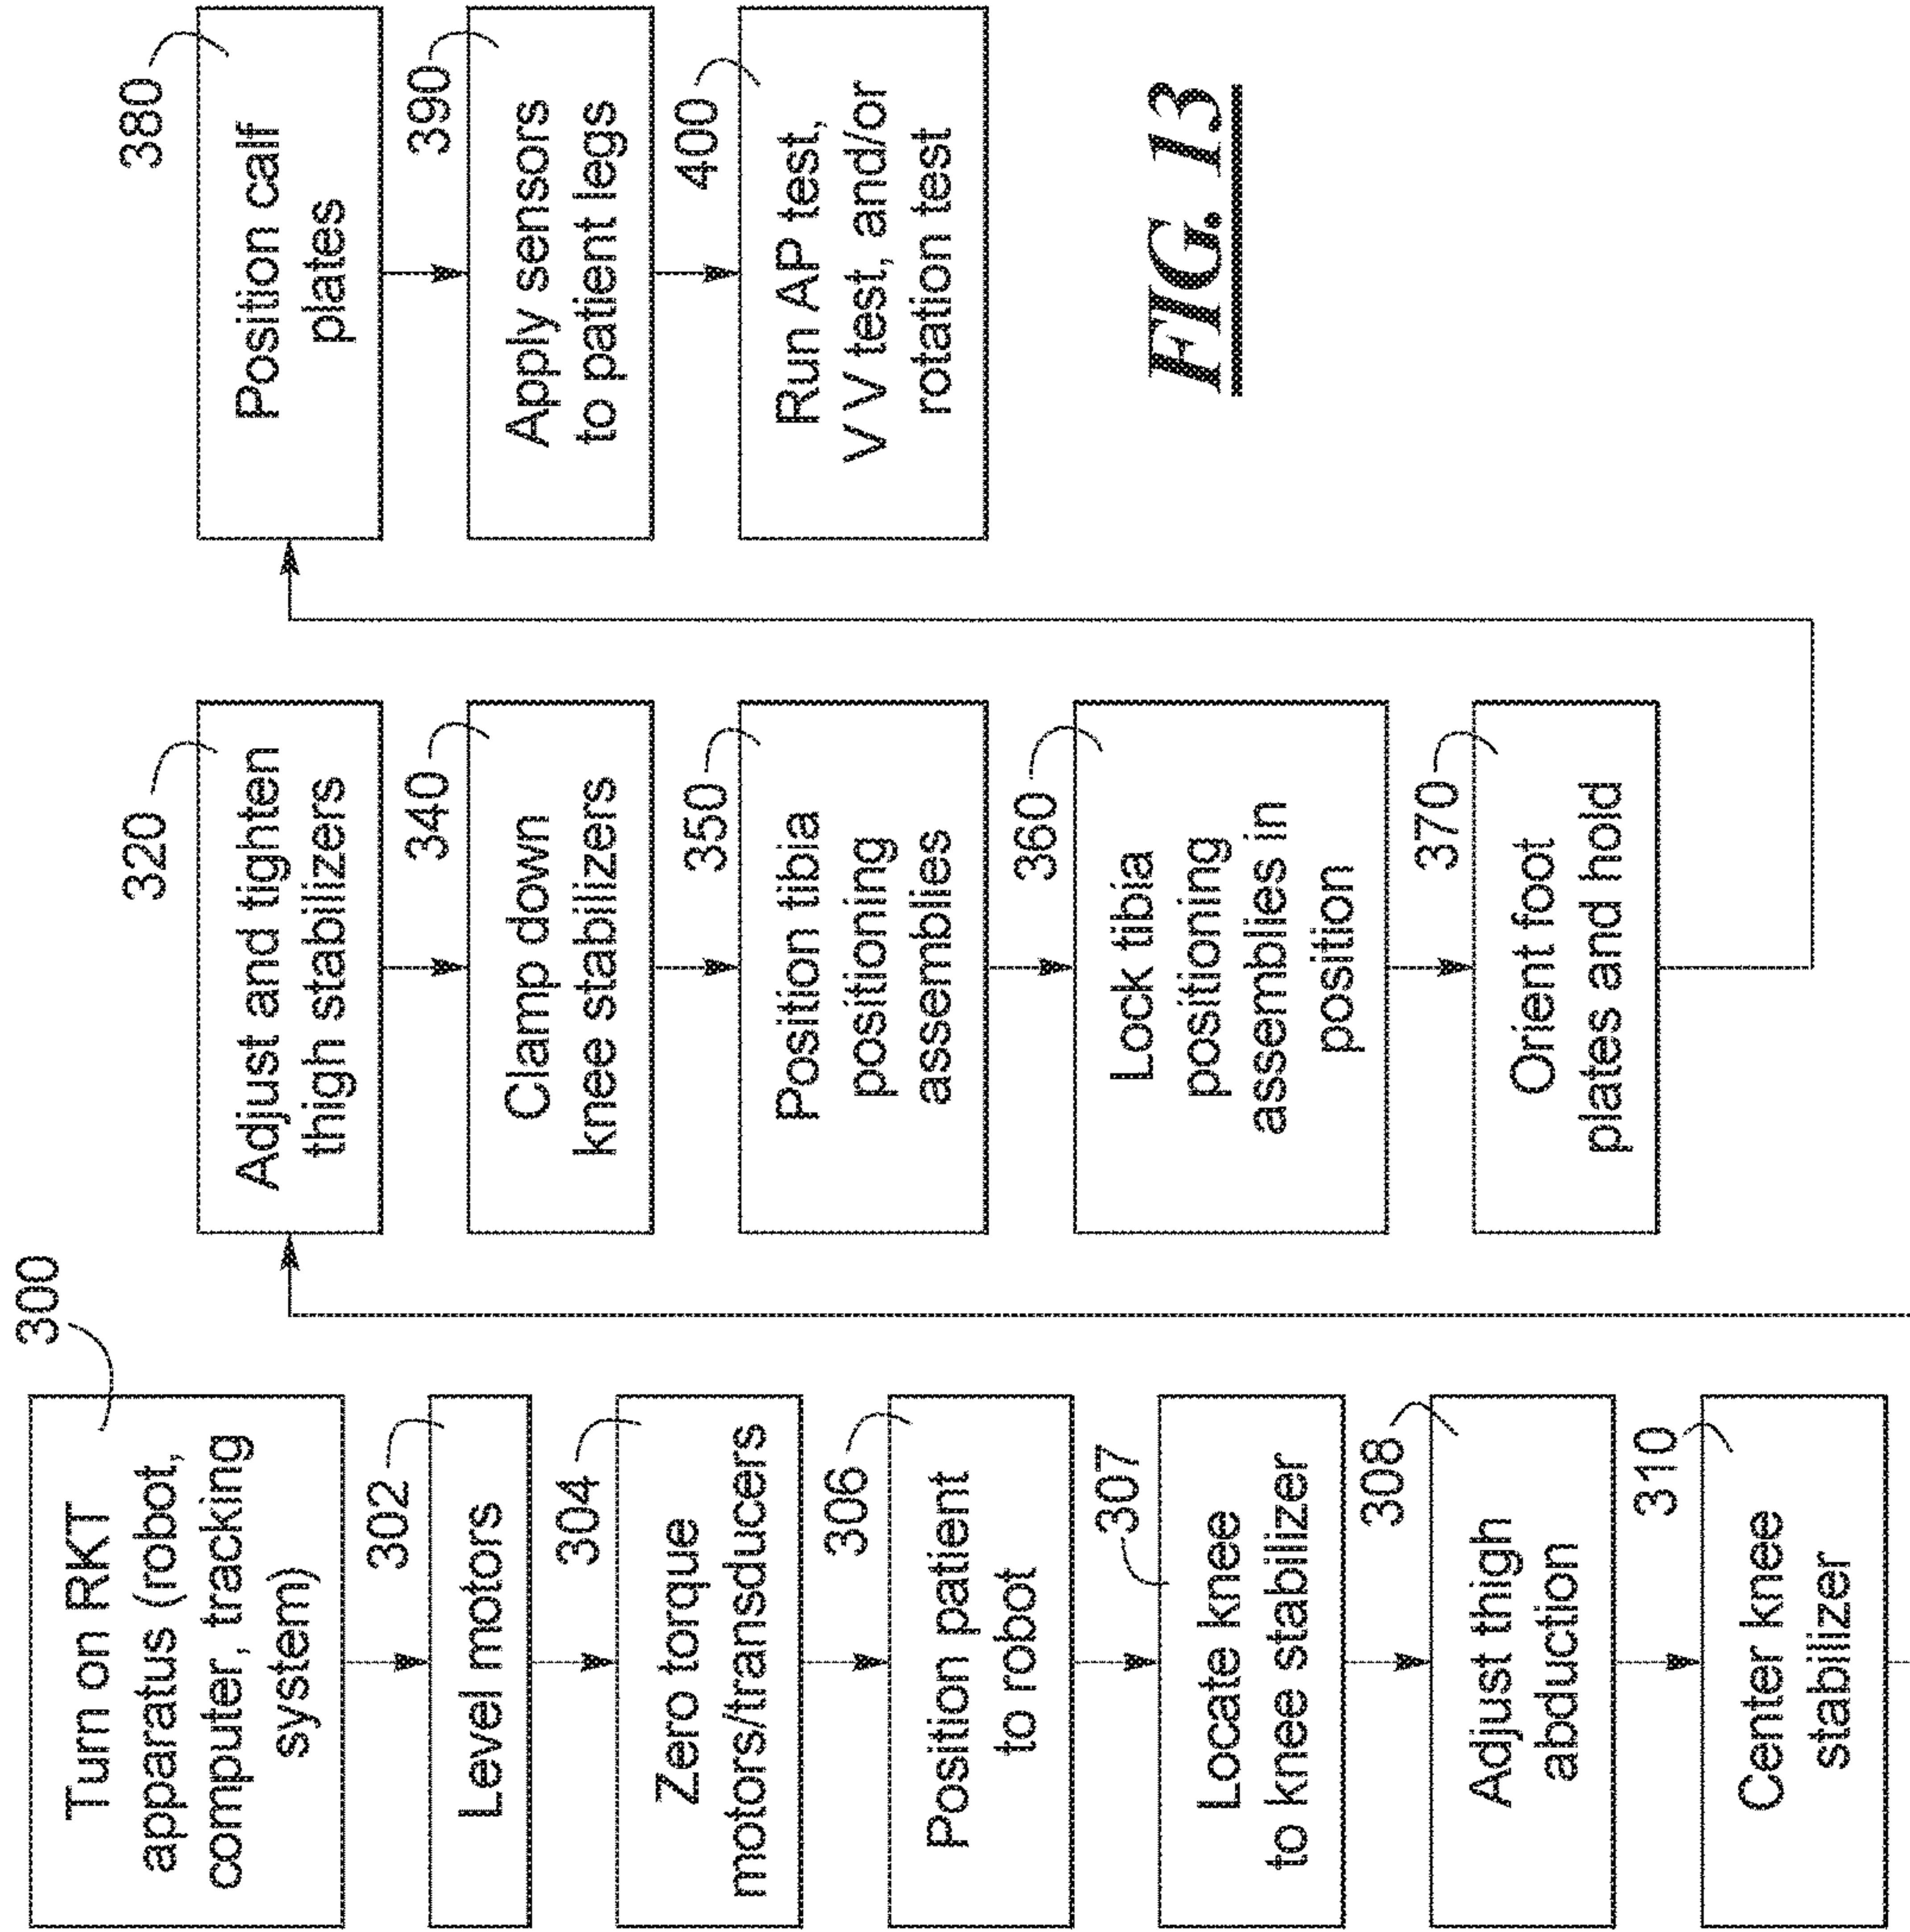 300
Turn on RKT
apparatus (robot,
computer, tracking
system)
302
Level motors
304
Zero torque
motors/transducers
306
Position patient
to robot
307
Locate knee
to knee stabilizer
308
Adjust thigh
abduction
310
Center knee
stabilizer
320
Adjust and tighten
thigh stabilizers
340
Clamp down
knee stabilizers
350
Position tibia
positioning
assemblies
360
Lock tibia
positioning
assemblies in
position
370
Orient foot
plates and hold
380
Position calf
plates
390
Apply sensors
to patient legs
400
Run AP test,
V V test, and/or
rotation test
FIG. 13